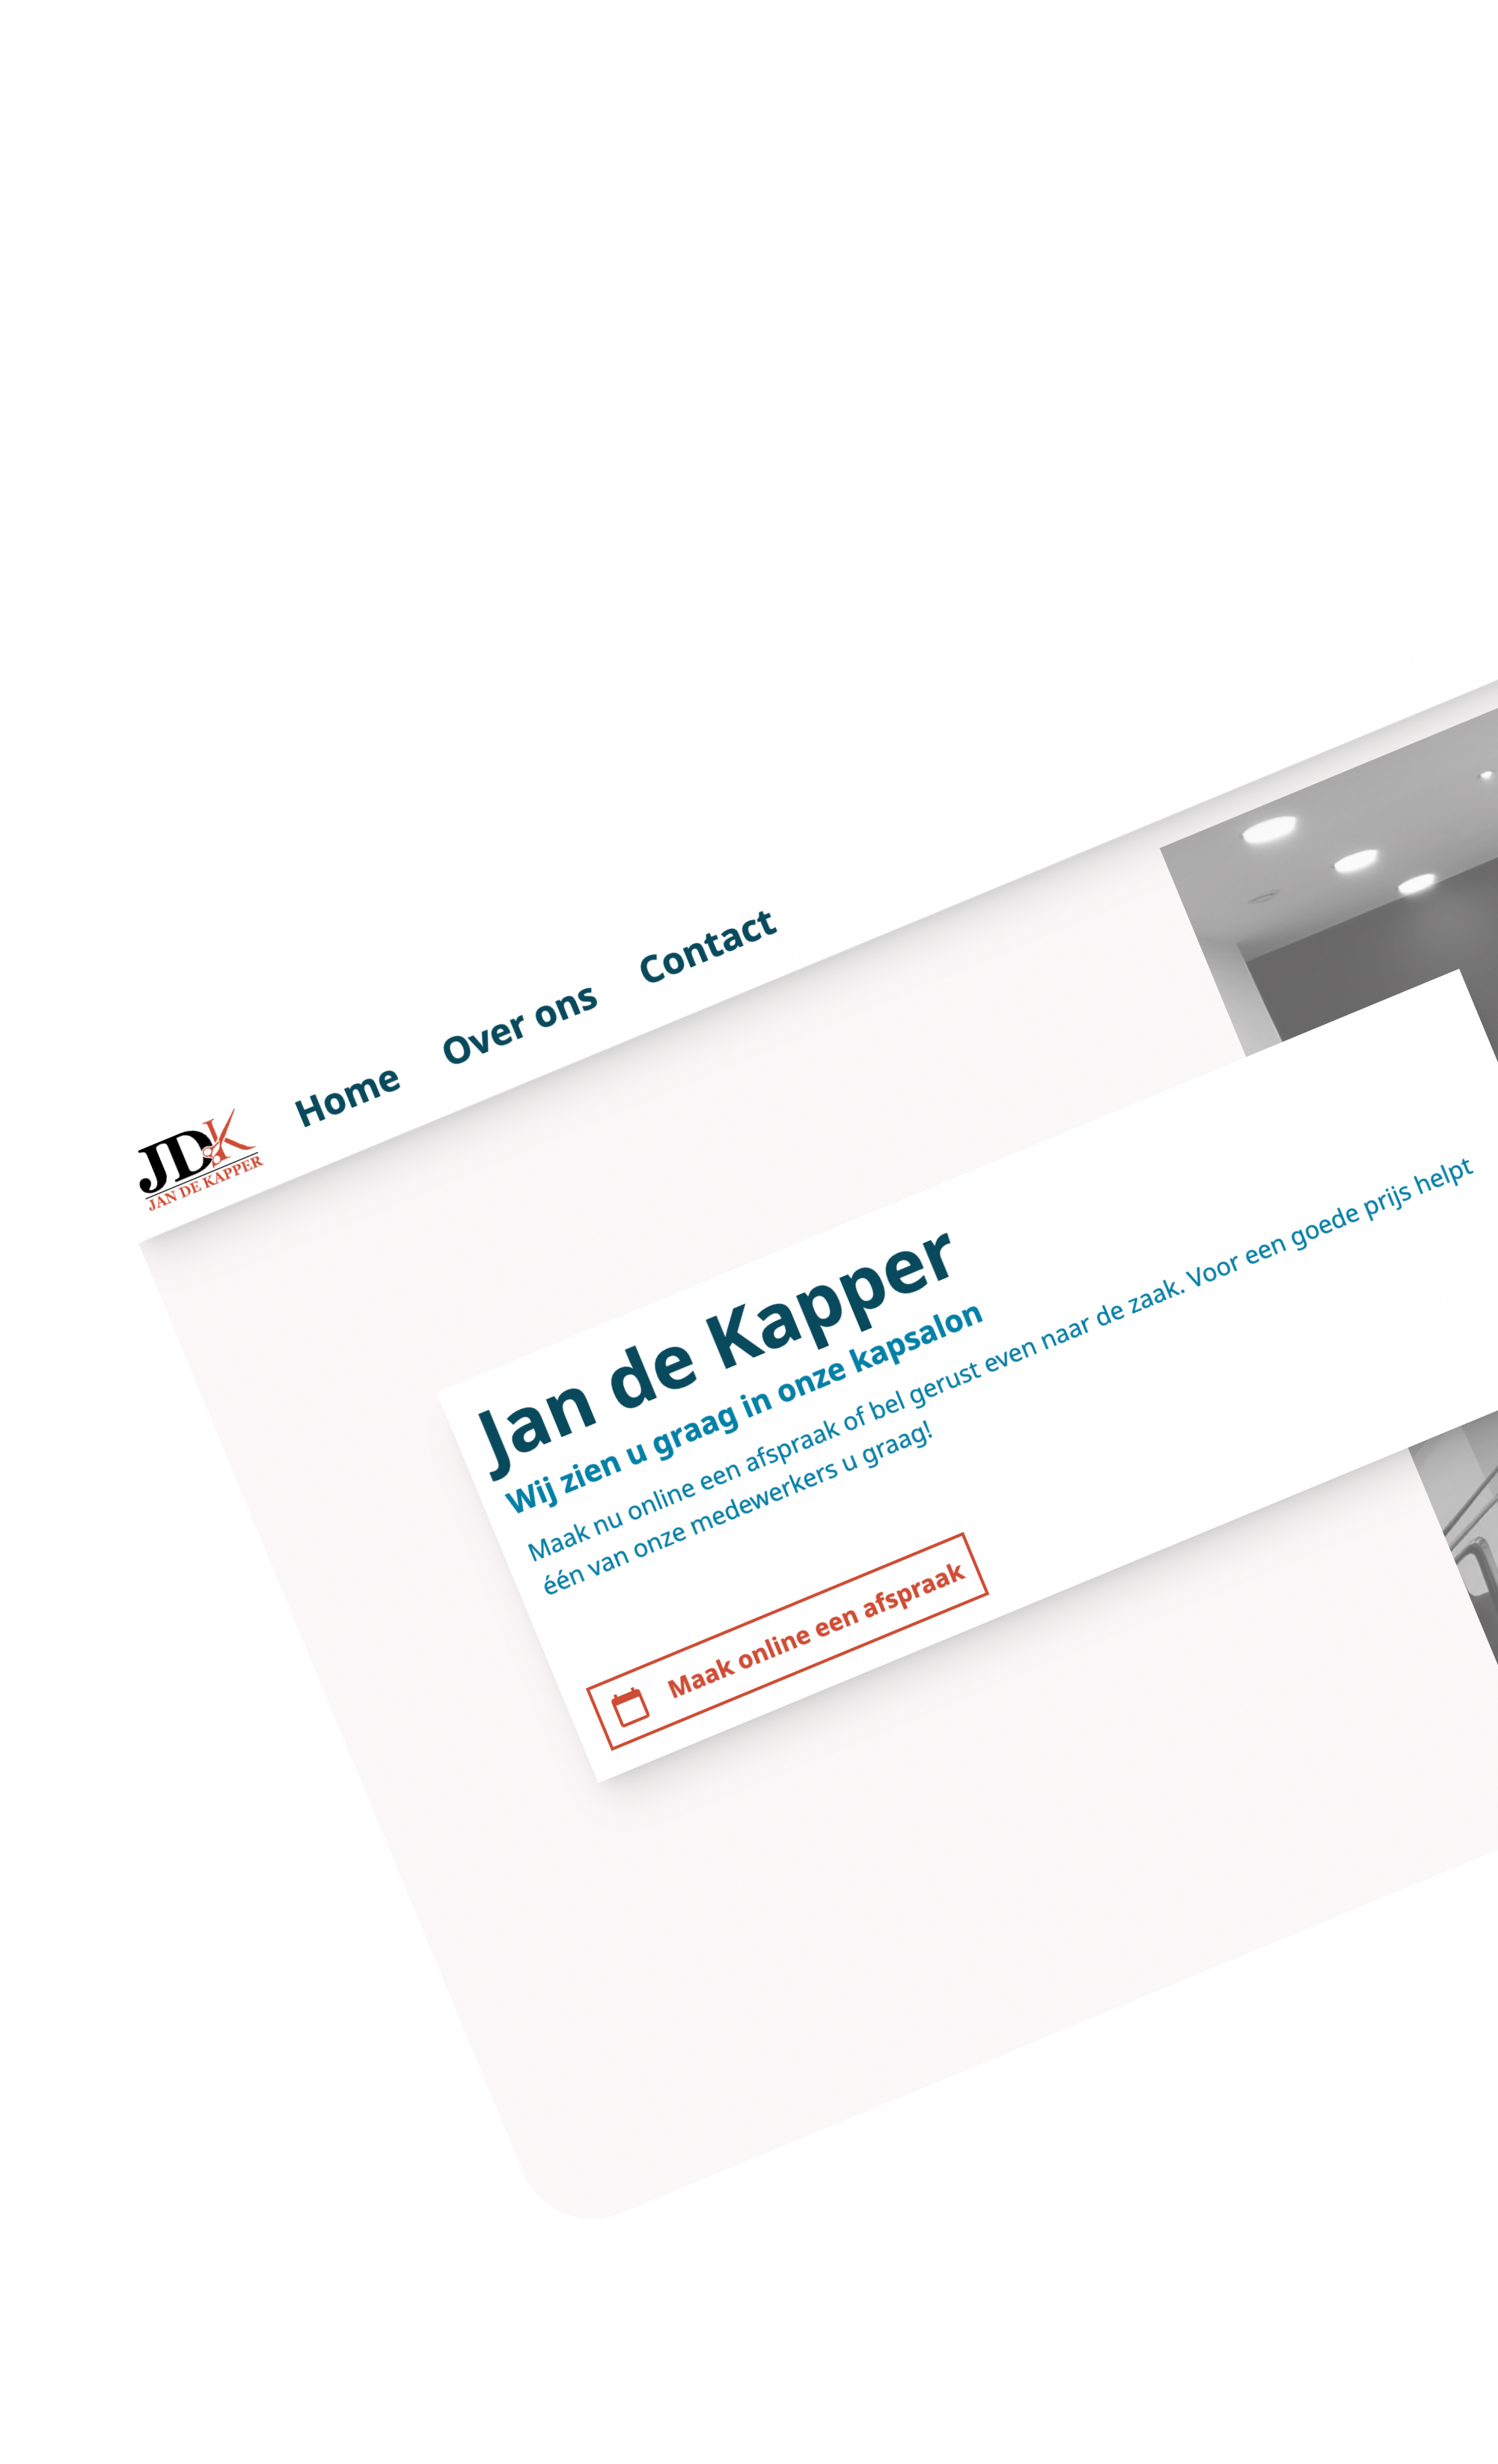 JDK
JAN DE KAPPER
Home
Over ons
Contact
Jan de Kapper
Wij zien u graag in onze kapsalon
Maak nu online een afspraak of bel gerust even naar de zaak. Voor een goede prijs helpt
één van onze medewerkers u graag!
Maak online een afspraak